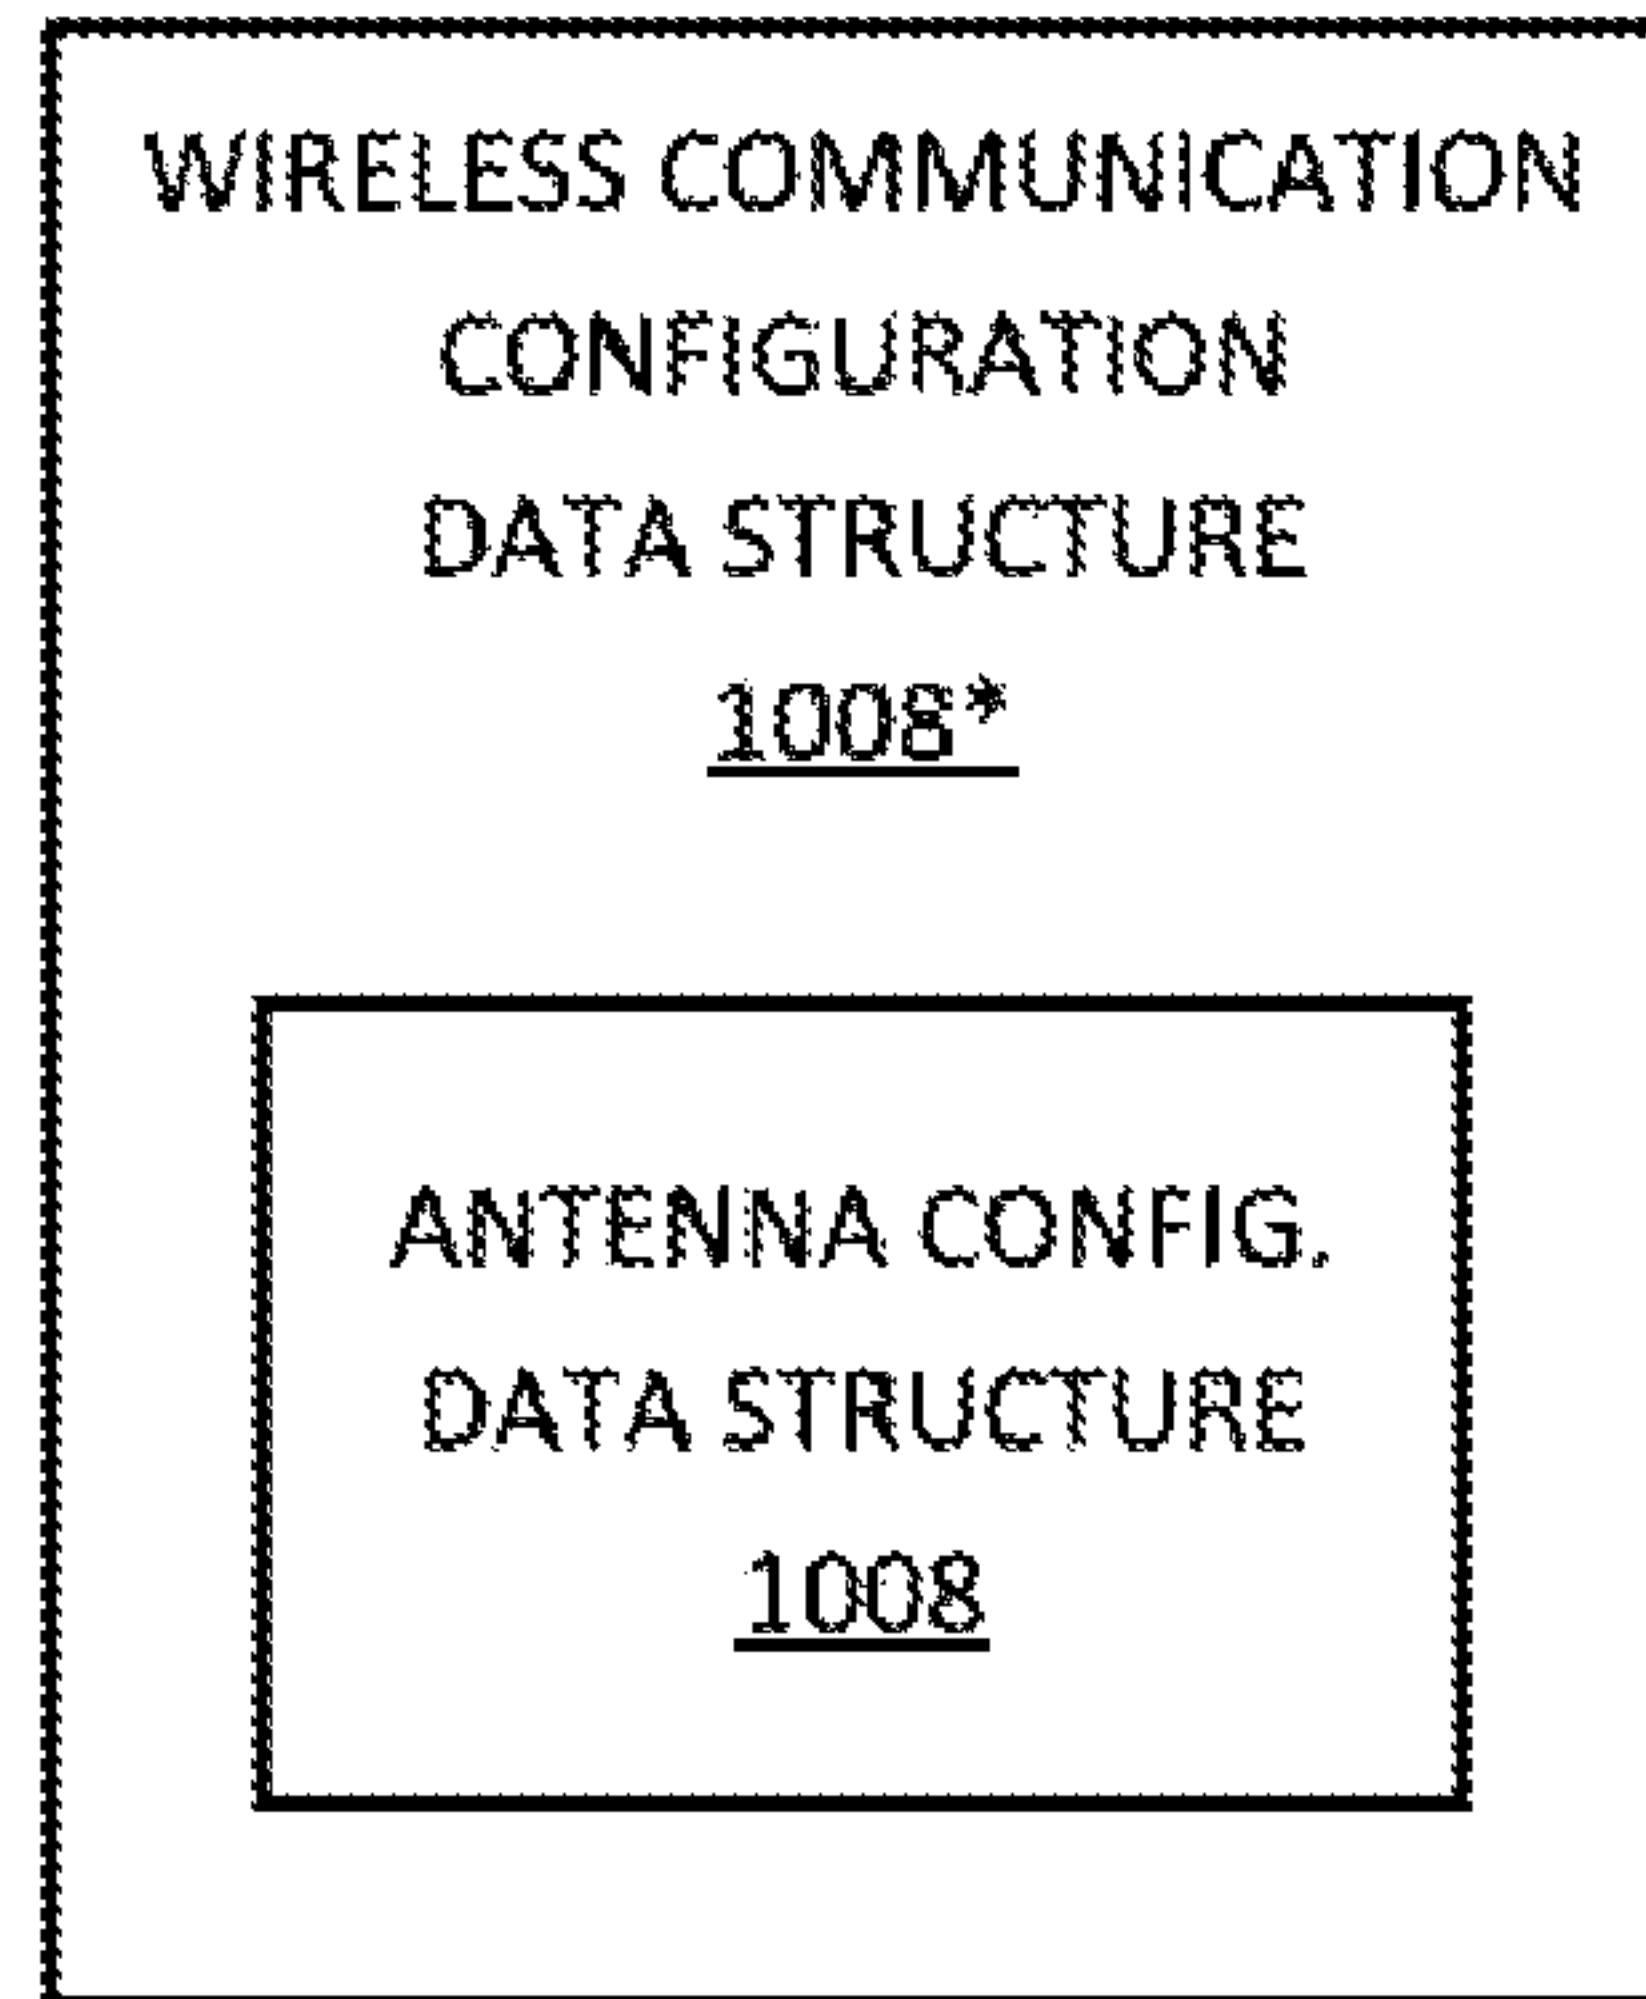 WIRELESS COMMUNICATION
CONFIGURATION
DATA STRUCTURE
1008*
ANTENNA CONFIG.
DATA STRUCTURE
1008